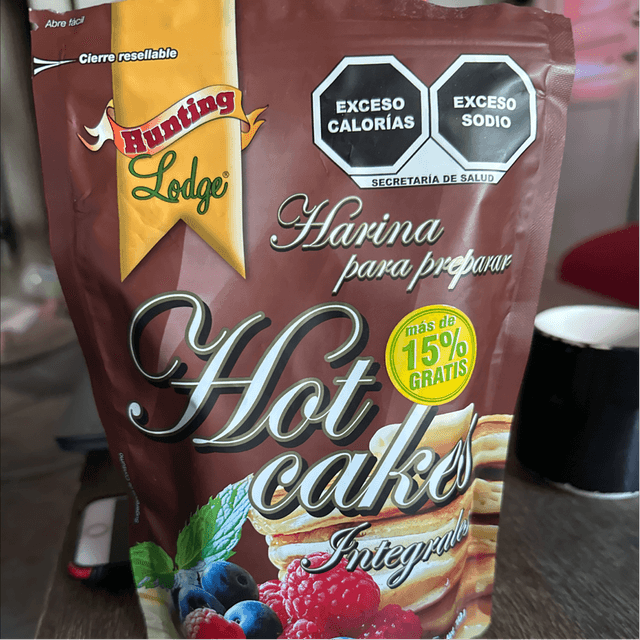 Abre fácil
Cierre resellable
Hunting
Lodge®
EXCESO
CALORÍAS
EXCESO
SODIO
SECRETARÍA DE SALUD
Harina
para preparar
Hot
cakes
Integrales
más de
15%
GRATIS